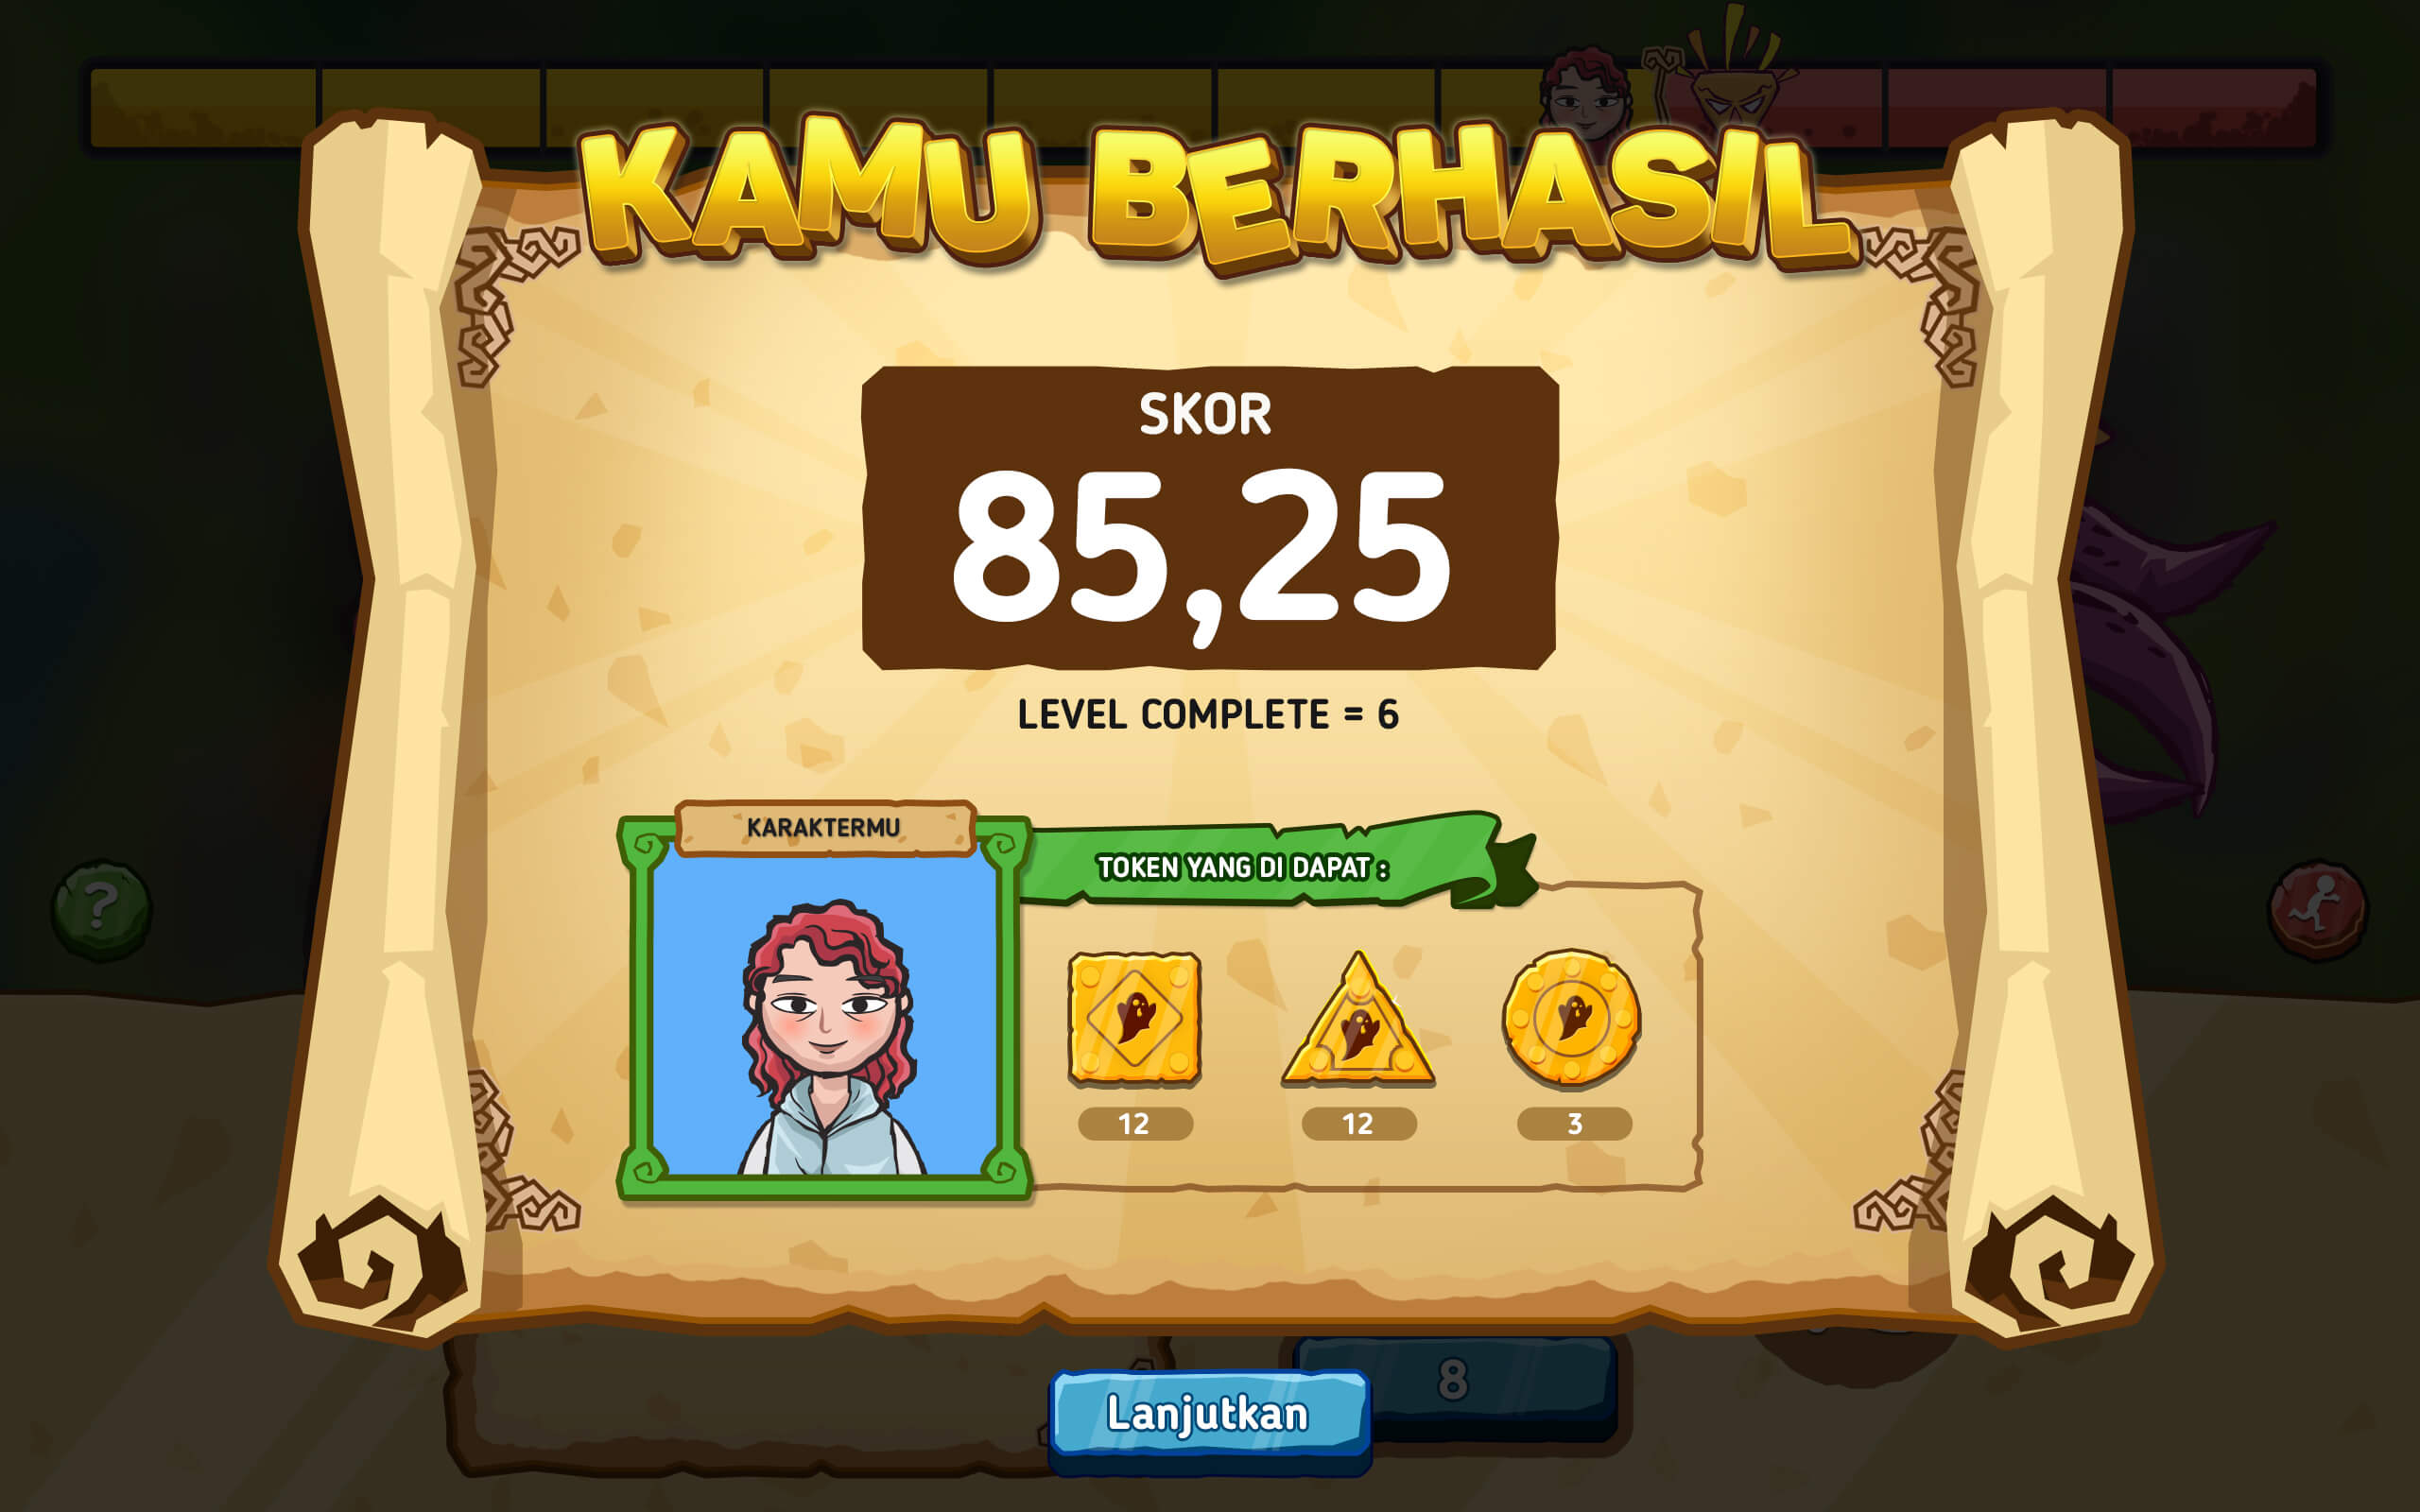 KAMU BERHASIL
SKOR
85,25
LEVEL COMPLETE = 6
KARAKTERMU
TOKEN YANG DI DAPAT :
12
12
3
?
8
Lanjutkan